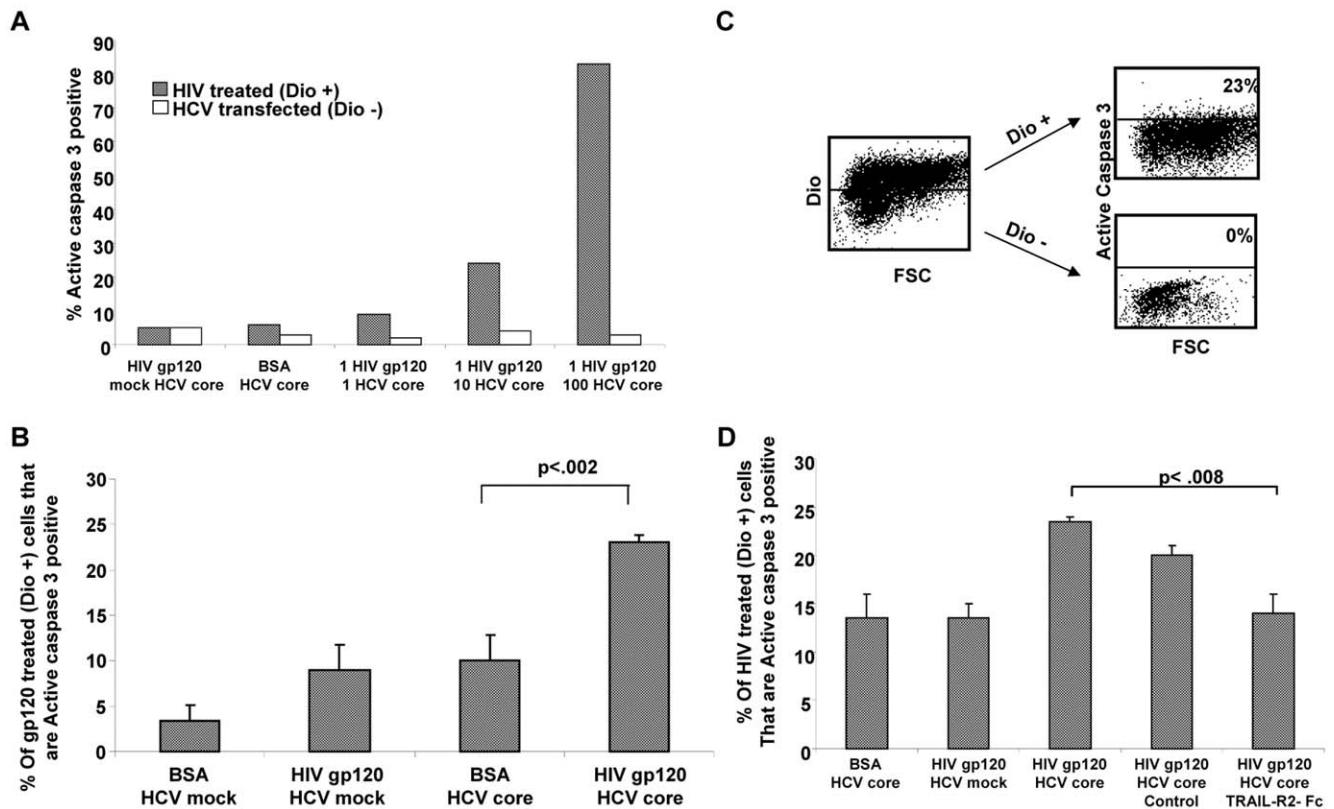 A
90
80
70
60
50
40
30
20
10
0
% Active caspase 3 positive
HIV treated (Dio +)
HCV transfected (Dio -)
HIV gp120
mock HCV core
BSA
HCV core
1 HIV gp120
1 HCV core
1 HIV gp120
10 HCV core
1 HIV gp120
100 HCV core
C
Dio
FSC
Dio +
Dio -
Active Caspase 3
23%
0%
FSC
B
% Of gp120 treated (Dio +) cells that
are Active caspase 3 positive
30
25
20
15
10
5
0
p<.002
BSA
HCV mock
HIV gp120
HCV mock
BSA
HCV core
HIV gp120
HCV core
D
% Of HIV treated (Dio +) cells
That are Active caspase 3 positive
30
25
20
15
10
5
0
p< .008
BSA
HCV core
HIV gp120
HCV mock
HIV gp120
HCV core
HIV gp120
HCV core
Control
HIV gp120
HCV core
TRAIL-R2- Fc